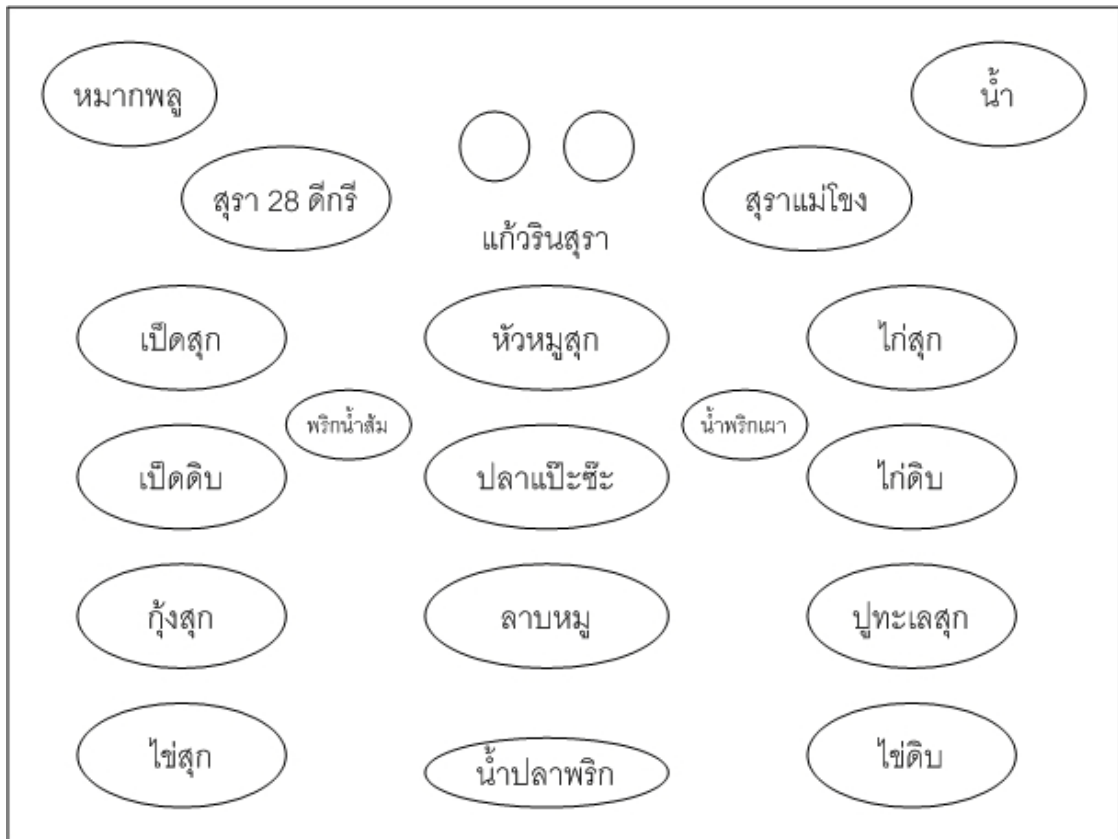 หมากพลู
น้ำ
สุรา 28 ดีกรี
สุราแม่โขง
แก้วรินสุรา
เป็ดสุก
หัวหมูสุก
ไก่สุก
พริกน้ำส้ม
น้ำพริกเผา
เป็ดดิบ
ปลาแป๊ะซ๊ะ
ไก่ดิบ
กุ้งสุก
ลาบหมู
ปูทะเลสุก
ไข่สุก
น้ำปลาพริก
ไข่ดิบ